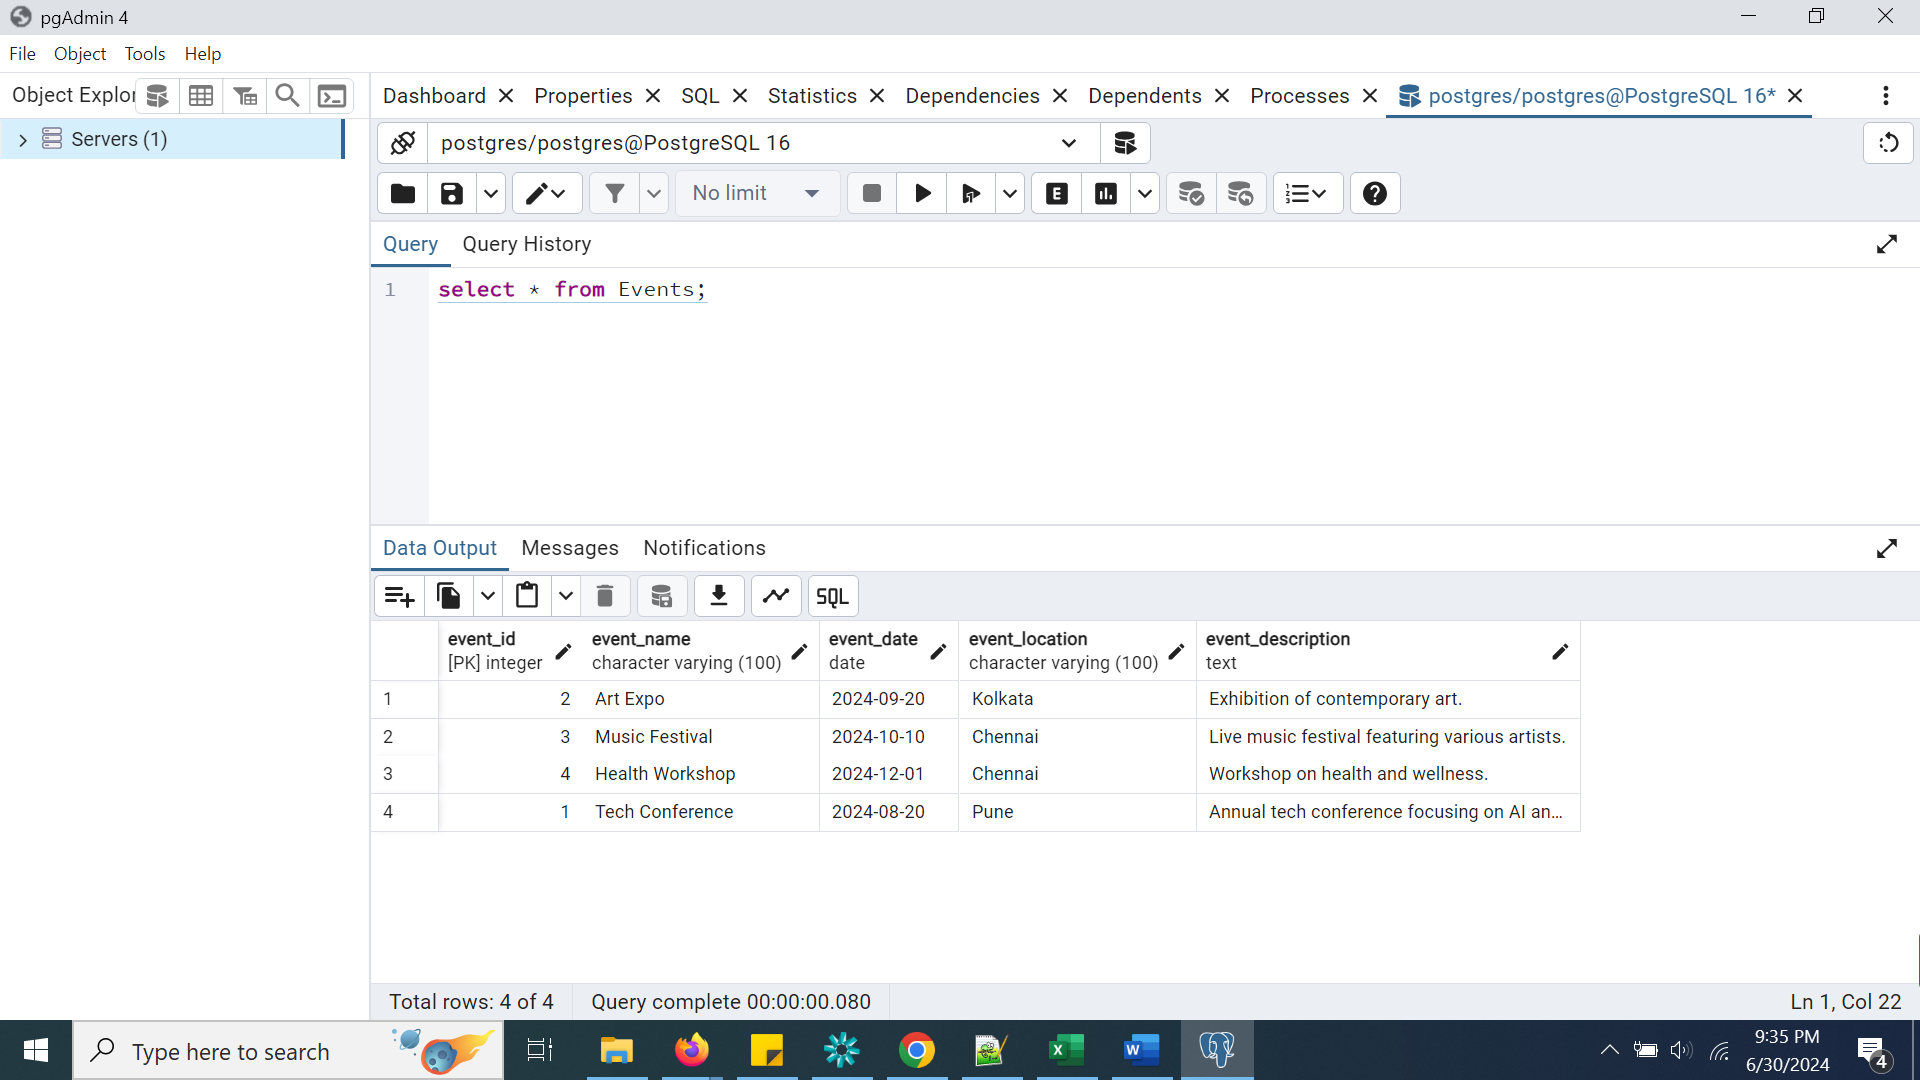 pgAdmin 4
File Object Tools Help
Object Explor
Dashboard Properties SQL Statistics Dependencies Dependents Processes postgres/postgres@PostgreSQL 16*
Servers (1)
postgres/postgres@PostgreSQL 16
No limit E
Query Query History
1 select * from Events;
Data Output Messages Notifications
SQL
event_id event_name event_date event_location event_description
[PK] integer character varying (100) date character varying (100) text
1 2 Art Expo 2024-09-20 Kolkata Exhibition of contemporary art.
2 3 Music Festival 2024-10-10 Chennai Live music festival featuring various artists.
3 4 Health Workshop 2024-12-01 Chennai Workshop on health and wellness.
4 1 Tech Conference 2024-08-20 Pune Annual tech conference focusing on AI an...
Total rows: 4 of 4 Query complete 00:00:00.080 Ln 1, Col 22
Type here to search
9:35 PM
6/30/2024
4